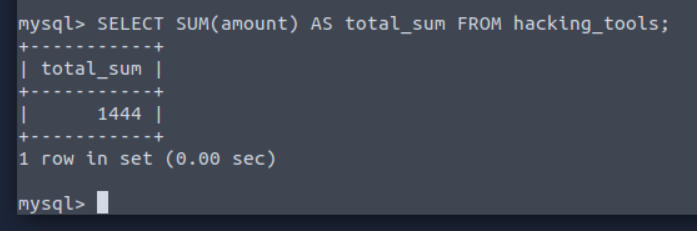 mysql> SELECT SUM(amount) AS total_sum FROM hacking_tools;
+-----------+
| total_sum |
+-----------+
|      1444 |
+-----------+
1 row in set (0.00 sec)

mysql>